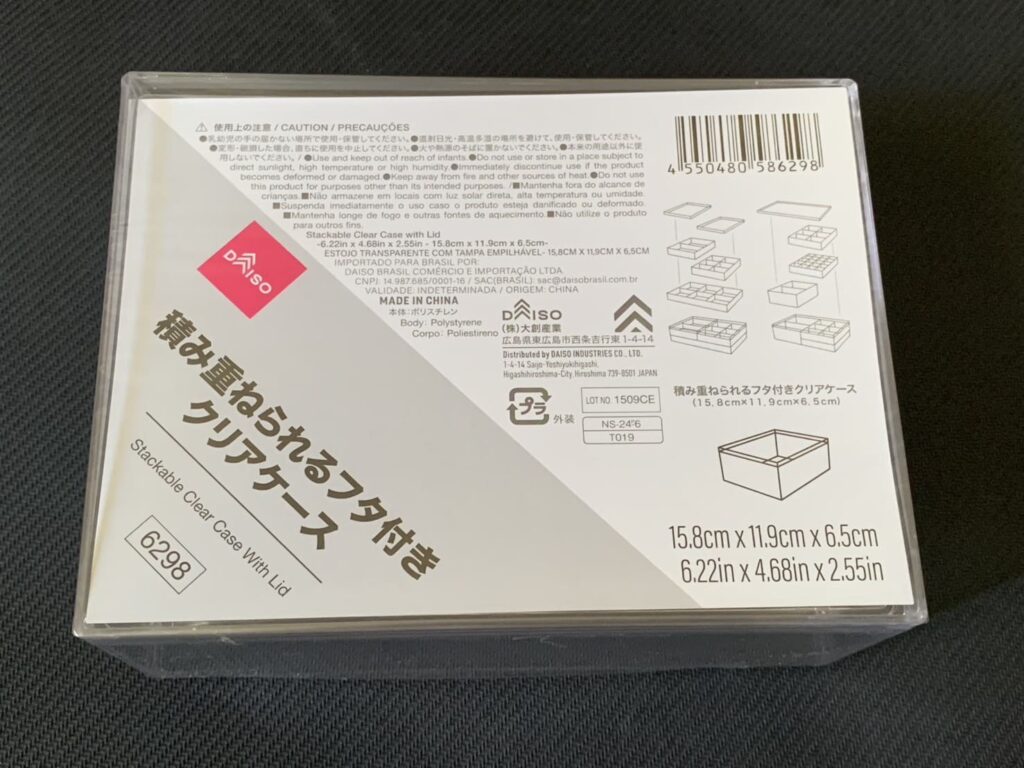 ⚠ 使用上の注意 / CAUTION / PRECAUÇÕES
●乳幼児の手の届かない場所で使用・保管してください。●直射日光・高温多湿の場所を避けて、使用・保管してください。
●変形・破損した場合、直ちに使用を中止してください。●火や熱源のそばに置かないでください。●本来の用途以外に使
用しないでください。/ ●Use and keep out of reach of infants. ●Do not use or store in a place subject to
direct sunlight, high temperature or high humidity. ●Immediately discontinue use if the product
becomes deformed or damaged. ●Keep away from fire and other sources of heat. ●Do not use
this product for purposes other than its intended purposes. /■Mantenha fora do alcance de
crianças.■Não armazene em locais com luz solar direta, alta temperatura ou umidade.
■Suspenda imediatamente o uso caso o produto esteja danificado ou deformado.
■Mantenha longe de fogo e outras fontes de aquecimento.■Não utilize o produto
para outros fins.
Stackable Clear Case with Lid
-6.22in x 4.68in x 2.55in - 15.8cm x 11.9cm x 6.5cm-
ESTOJO TRANSPARENTE COM TAMPA EMPILHÁVEL- 15,8CM X 11,9CM X 6,5CM
IMPORTADO PARA BRASIL POR:
DAISO BRASIL COMÉRCIO E IMPORTAÇÃO LTDA.
CNPJ: 14.987.685/0001-16 / SAC(BRASIL): sac@daisobrasil.com.br
VALIDADE: INDETERMINADA / ORIGEM: CHINA
MADE IN CHINA
本体:ポリスチレン
Body: Polystyrene
Corpo: Poliestireno
DAISO
(株)大創産業
広島県東広島市西条吉行東 1-4-14
Distributed by DAISO INDUSTRIES CO., LTD.
1-4-14 Saijo-Yoshiyukihigashi,
Higashihiroshima-City, Hiroshima 739-8501 JAPAN
プラ
外装
LOT NO. 1509CE
NS-24-6
T019
4 550480 586298
積み重ねられるフタ付きクリアケース
(15.8cm×11.9cm×6.5cm)
15.8cm x 11.9cm x 6.5cm
6.22in x 4.68in x 2.55in
DAISO
積み重ねられるフタ付き
クリアケース
Stackable Clear Case With Lid
6298